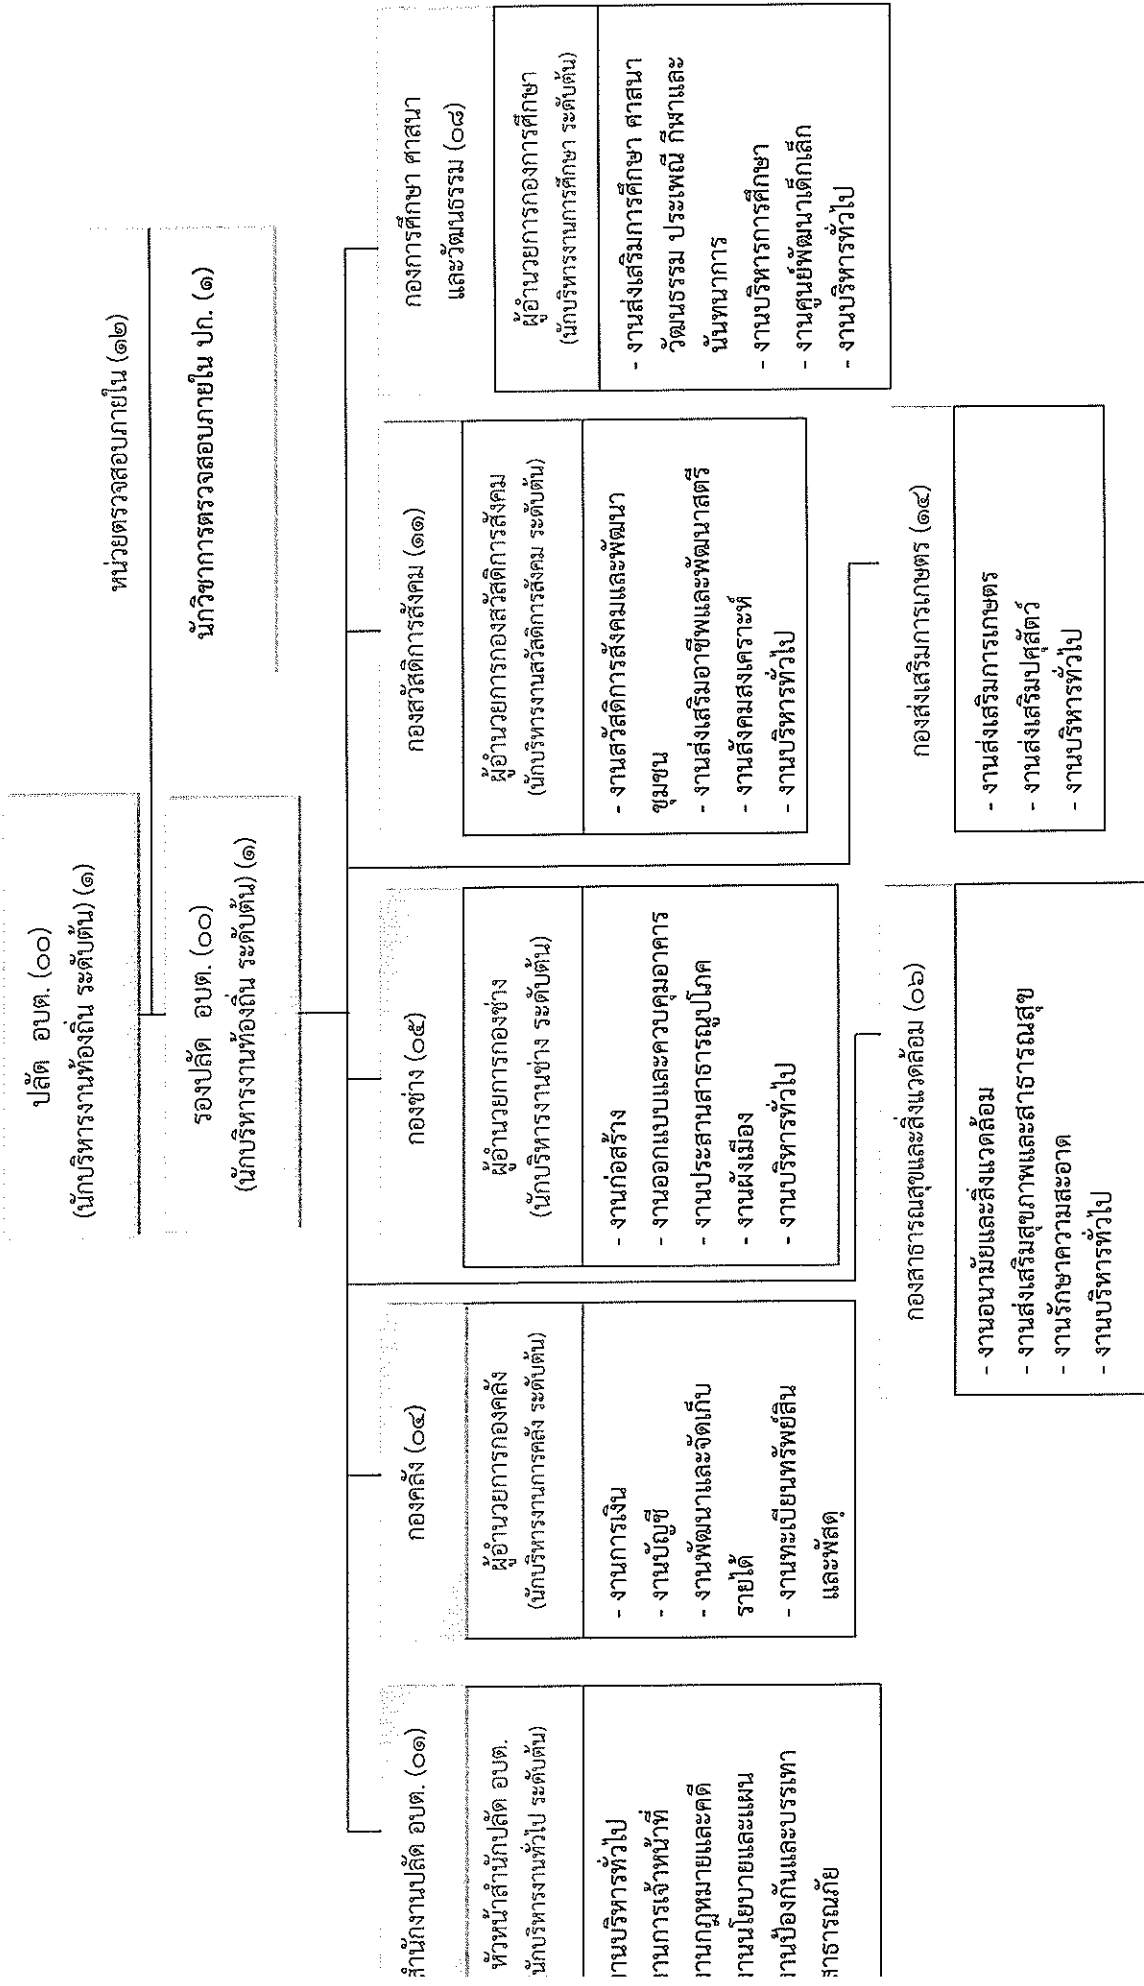 ปลัด อบต. (๐๐)
(นักบริหารงานท้องถิ่น ระดับต้น) (๑)
หน่วยตรวจสอบภายใน (๑๒)
รองปลัด อบต. (๐๐)
(นักบริหารงานท้องถิ่น ระดับต้น) (๑)
นักวิชาการตรวจสอบภายใน ปก. (๑)
สำนักงานปลัด อบต. (๐๑)
หัวหน้าสำนักปลัด อบต.
นักบริหารงานทั่วไป ระดับต้น)
งานบริหารทั่วไป
งานการเจ้าหน้าที่
งานกฎหมายและคดี
งานนโยบายและแผน
งานป้องกันและบรรเทา
สาธารณภัย
กองคลัง (๐๔)
ผู้อำนวยการกองคลัง
(นักบริหารงานการคลัง ระดับต้น)
- งานการเงิน
- งานบัญชี
- งานพัฒนาและจัดเก็บ
รายได้
- งานทะเบียนทรัพย์สิน
และพัสดุ
กองช่าง (๐๕)
ผู้อำนวยการกองช่าง
(นักบริหารงานช่าง ระดับต้น)
- งานก่อสร้าง
- งานออกแบบและควบคุมอาคาร
- งานประสานสาธารณูปโภค
- งานผังเมือง
- งานบริหารทั่วไป
กองสวัสดิการสังคม (๑๑)
ผู้อำนวยการกองสวัสดิการสังคม
(นักบริหารงานสวัสดิการสังคม ระดับต้น)
- งานสวัสดิการสังคมและพัฒนา
ชุมชน
- งานส่งเสริมอาชีพและพัฒนาสตรี
- งานสังคมสงเคราะห์
- งานบริหารทั่วไป
กองการศึกษา ศาสนา
และวัฒนธรรม (๐๘)
ผู้อำนวยการกองการศึกษา
(นักบริหารงานการศึกษา ระดับต้น)
- งานส่งเสริมการศึกษา ศาสนา
วัฒนธรรม ประเพณี กีฬาและ
นันทนาการ
- งานบริหารการศึกษา
- งานศูนย์พัฒนาเด็กเล็ก
- งานบริหารทั่วไป
กองสาธารณสุขและสิ่งแวดล้อม (๐๖)
- งานอนามัยและสิ่งแวดล้อม
- งานส่งเสริมสุขภาพและสาธารณสุข
- งานรักษาความสะอาด
- งานบริหารทั่วไป
กองส่งเสริมการเกษตร (๑๔)
- งานส่งเสริมการเกษตร
- งานส่งเสริมปศุสัตว์
- งานบริหารทั่วไป